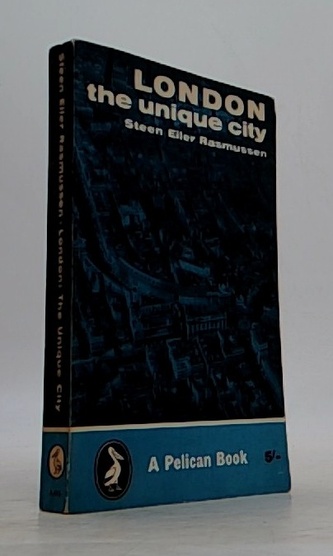 LONDON
the unique city
Steen Eiler Rasmussen
Steen Eiler Rasmussen · London: The Unique City
A Pelican Book
5/-